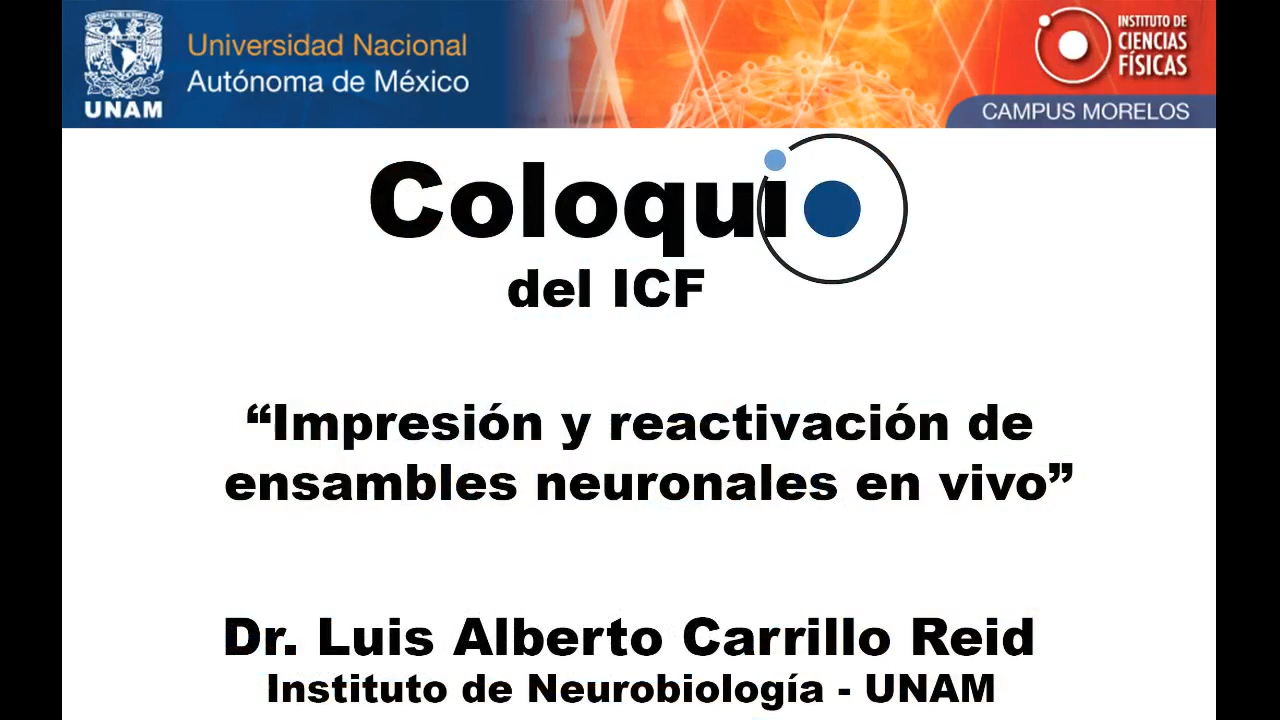 UNAM
Universidad Nacional
Autónoma de México
INSTITUTO DE
CIENCIAS
FÍSICAS
CAMPUS MORELOS
Coloquio
del ICF
“Impresión y reactivación de
ensambles neuronales en vivo”
Dr. Luis Alberto Carrillo Reid
Instituto de Neurobiología - UNAM